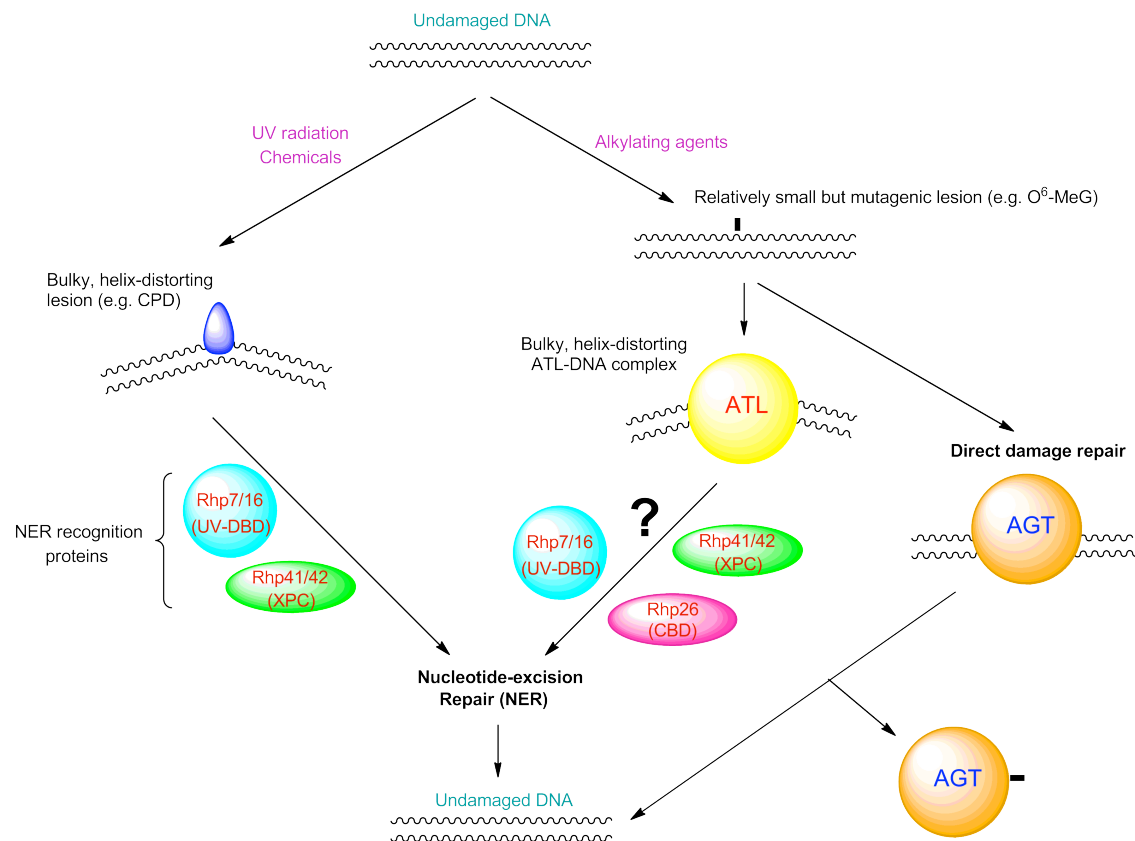 Undamaged DNA
UV radiation
Chemicals
Alkylating agents
Relatively small but mutagenic lesion (e.g. O⁶-MeG)
Bulky, helix-distorting
lesion (e.g. CPD)
Bulky, helix-distorting
ATL-DNA complex
ATL
Direct damage repair
AGT
NER recognition
proteins
Rhp7/16
(UV-DBD)
Rhp41/42
(XPC)
?
Rhp7/16
(UV-DBD)
Rhp41/42
(XPC)
Rhp26
(CBD)
Nucleotide-excision
Repair (NER)
AGT
Undamaged DNA